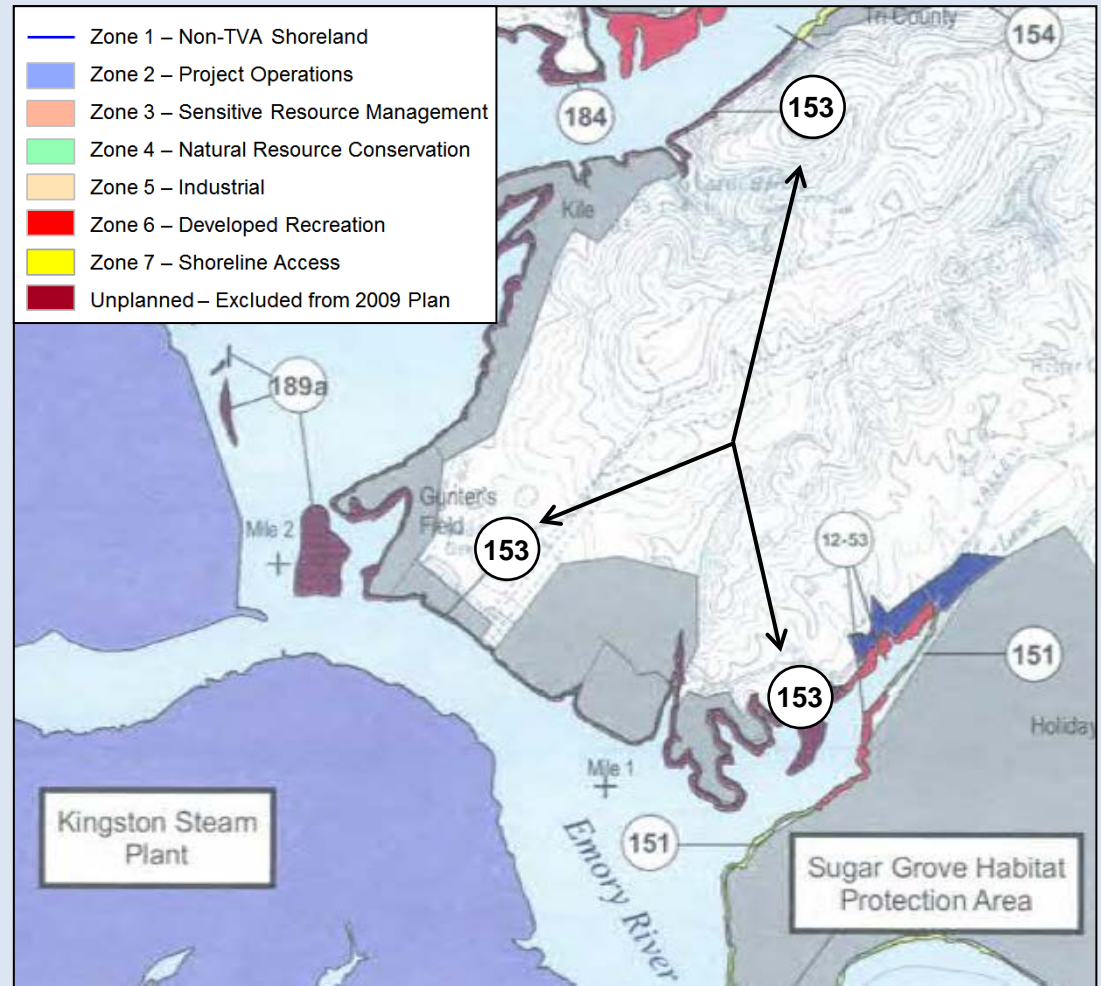 Zone 1 – Non-TVA Shoreland
Zone 2 – Project Operations
Zone 3 – Sensitive Resource Management
Zone 4 – Natural Resource Conservation
Zone 5 – Industrial
Zone 6 – Developed Recreation
Zone 7 – Shoreline Access
Unplanned – Excluded from 2009 Plan
Tri County
154
184
153
Kile
189a
Gunter's
Field
Mile 2
153
12-53
151
153
Holiday
Mile 1
Kingston Steam
Plant
151
Emory River
Sugar Grove Habitat
Protection Area